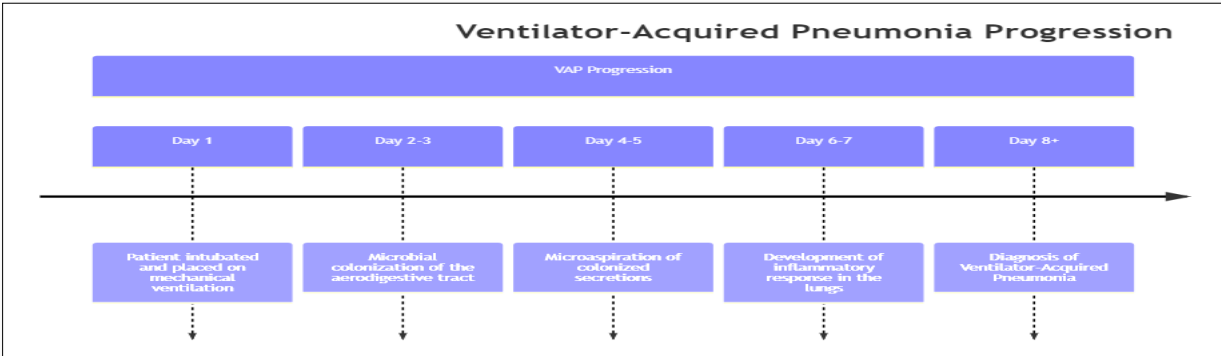 Ventilator-Acquired Pneumonia Progression
VAP Progression
Day 1
Day 2-3
Day 4-5
Day 6-7
Day 8+
Patient intubated
and placed on
mechanical
ventilation
Microbial
colonization of the
aerodigestive tract
Microaspiration of
colonized
secretions
Development of
inflammatory
response in the
lungs
Diagnosis of
Ventilator-Acquired
Pneumonia